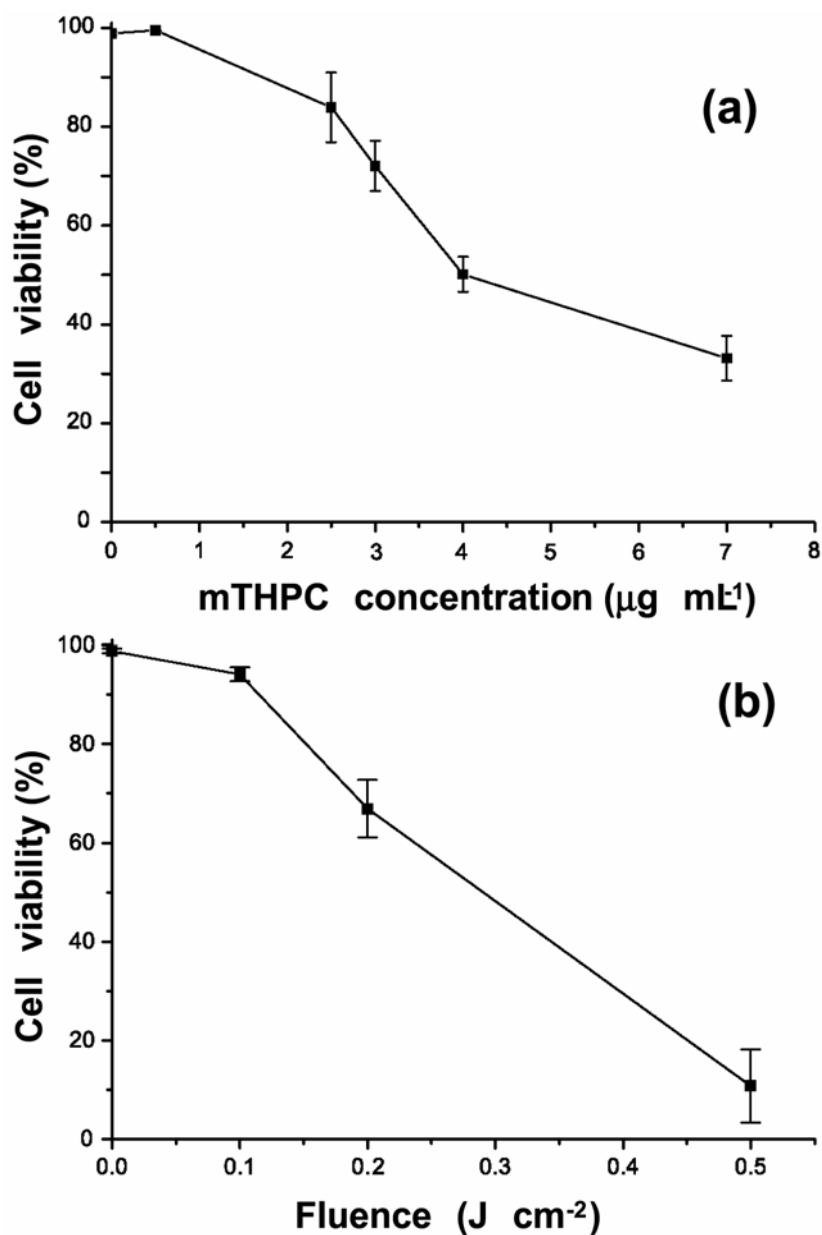 100
80
60
40
20
0
Cell viability (%)
(a)
0 1 2 3 4 5 6 7 8
mTHPC concentration (μg mL-1)
100
80
60
40
20
0
Cell viability (%)
(b)
0.0 0.1 0.2 0.3 0.4 0.5
Fluence (J cm-2)